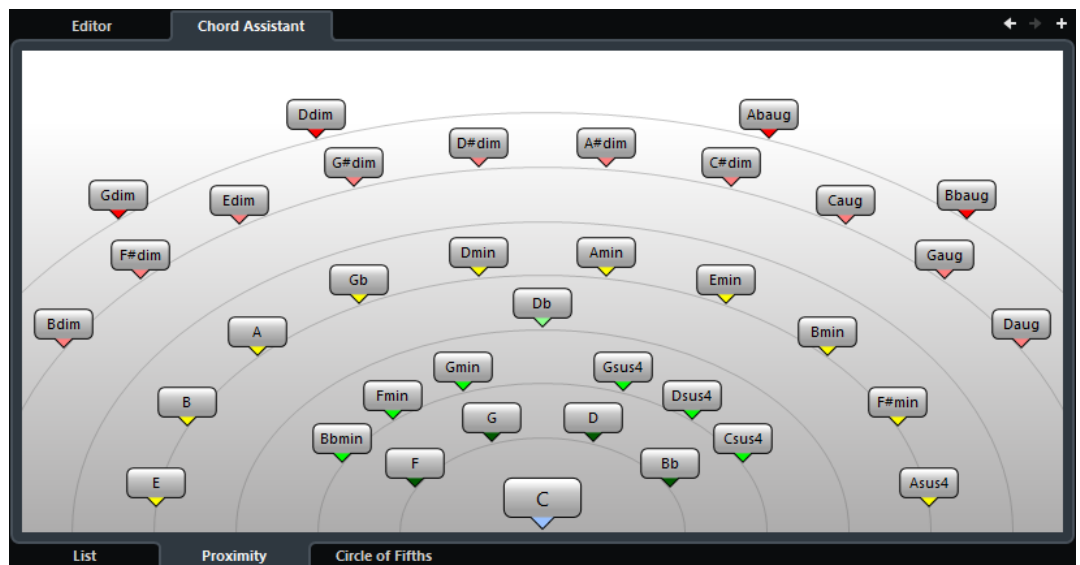 Editor
Chord Assistant
Ddim
Abaug
D#dim
A#dim
G#dim
C#dim
Gdim
Edim
Caug
Bbaug
F#dim
Dmin
Amin
Gaug
Gb
Emin
Db
Bdim
A
Bmin
Daug
Gmin
Gsus4
Fmin
Dsus4
B
F#min
G
D
Bbmin
Csus4
F
Bb
E
Asus4
C
List
Proximity
Circle of Fifths